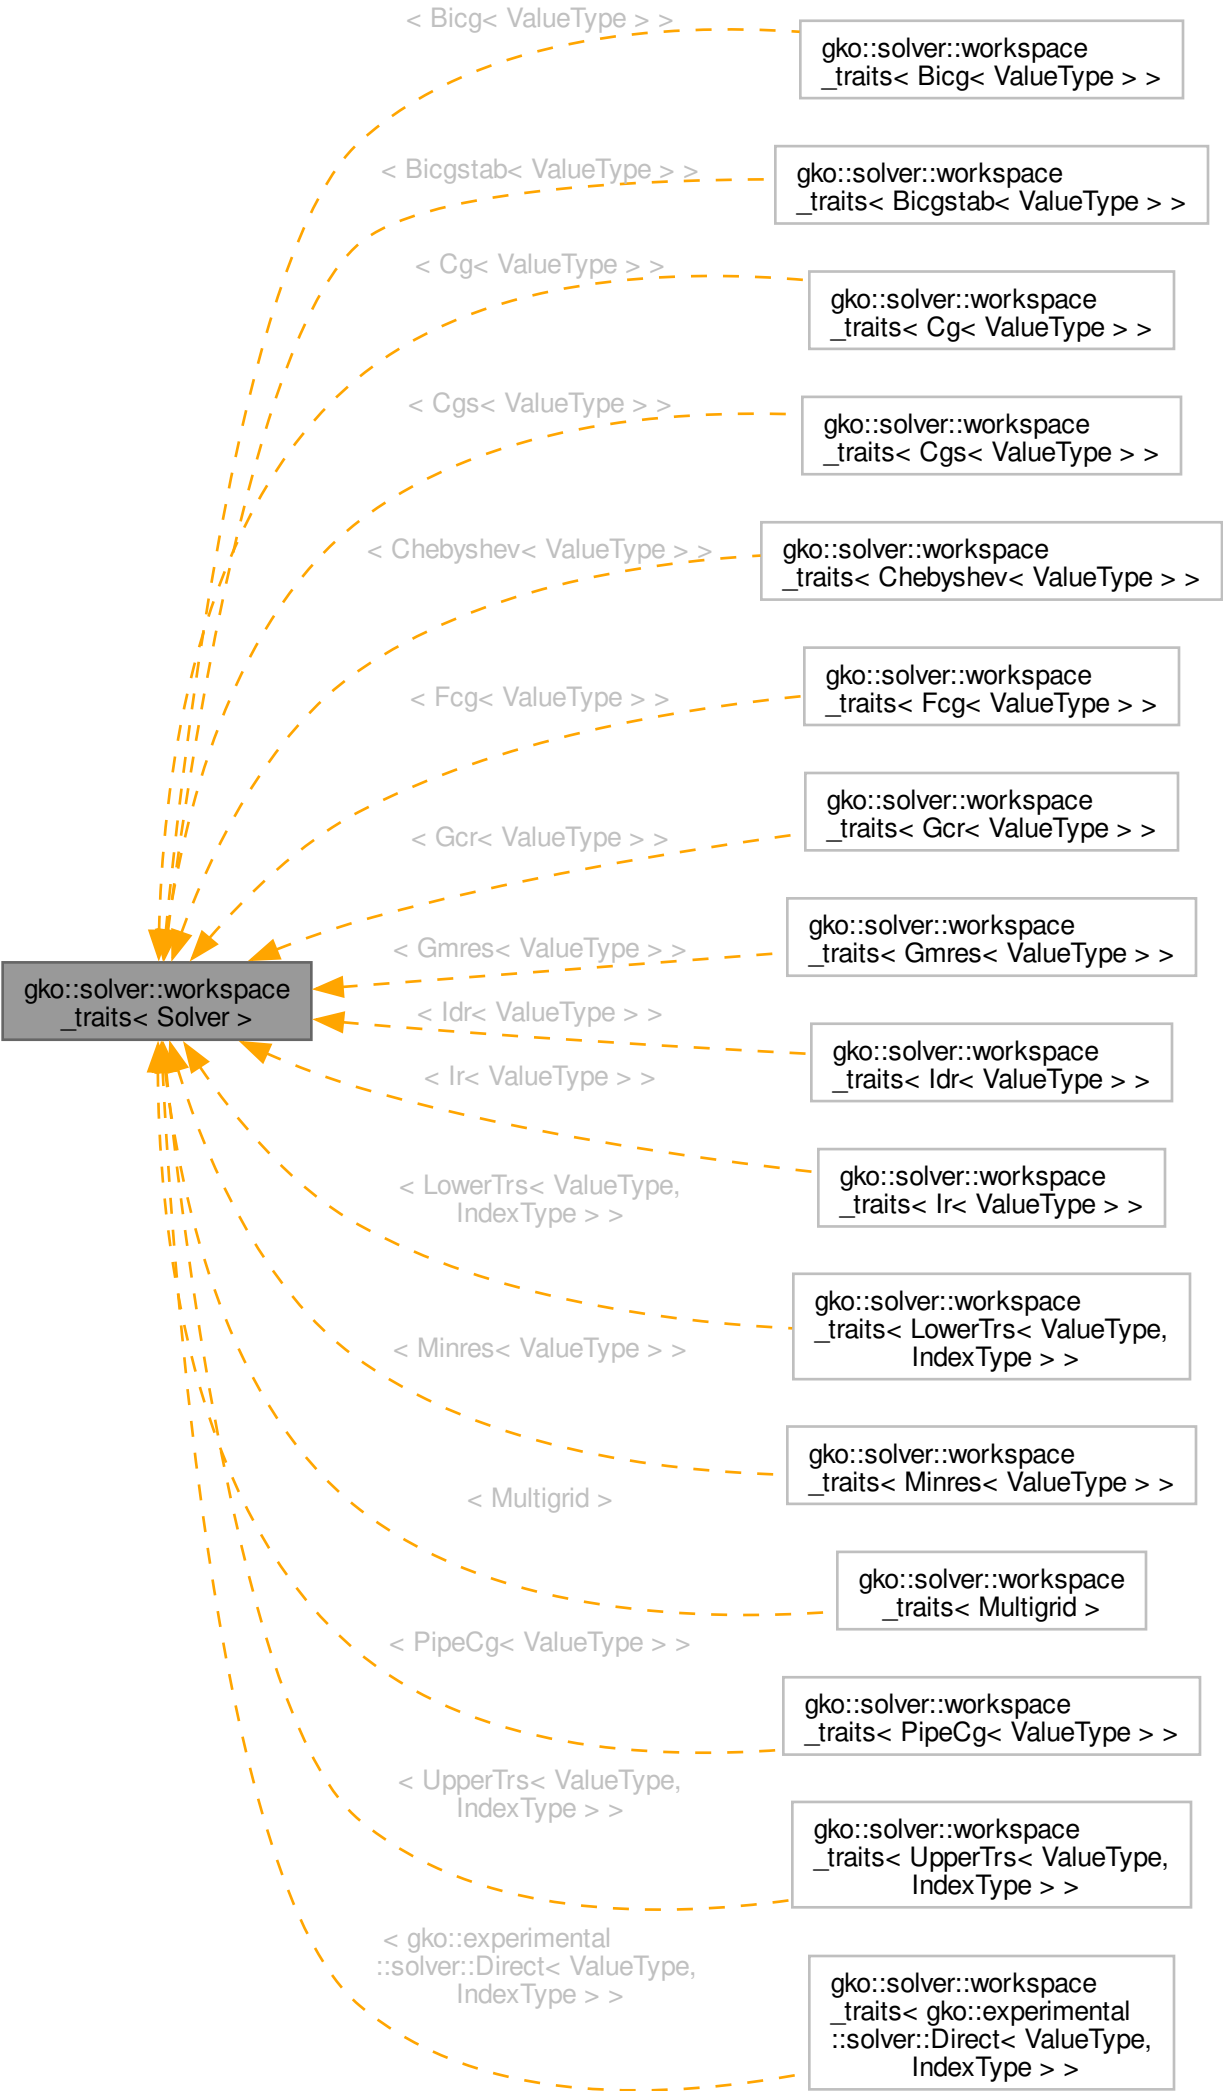 < Bicg< ValueType > >
gko::solver::workspace
_traits< Bicg< ValueType > >
< Bicgstab< ValueType > >
gko::solver::workspace
_traits< Bicgstab< ValueType > >
< Cg< ValueType > >
gko::solver::workspace
_traits< Cg< ValueType > >
< Cgs< ValueType > >
gko::solver::workspace
_traits< Cgs< ValueType > >
< Chebyshev< ValueType > >
gko::solver::workspace
_traits< Chebyshev< ValueType > >
< Fcg< ValueType > >
gko::solver::workspace
_traits< Fcg< ValueType > >
< Gcr< ValueType > >
gko::solver::workspace
_traits< Gcr< ValueType > >
< Gmres< ValueType > >
gko::solver::workspace
_traits< Gmres< ValueType > >
gko::solver::workspace
_traits< Solver >
< Idr< ValueType > >
gko::solver::workspace
_traits< Idr< ValueType > >
< Ir< ValueType > >
gko::solver::workspace
_traits< Ir< ValueType > >
< LowerTrs< ValueType,
IndexType > >
gko::solver::workspace
_traits< LowerTrs< ValueType,
IndexType > >
< Minres< ValueType > >
gko::solver::workspace
_traits< Minres< ValueType > >
< Multigrid >
gko::solver::workspace
_traits< Multigrid >
< PipeCg< ValueType > >
gko::solver::workspace
_traits< PipeCg< ValueType > >
< UpperTrs< ValueType,
IndexType > >
gko::solver::workspace
_traits< UpperTrs< ValueType,
IndexType > >
< gko::experimental
::solver::Direct< ValueType,
IndexType > >
gko::solver::workspace
_traits< gko::experimental
::solver::Direct< ValueType,
IndexType > >